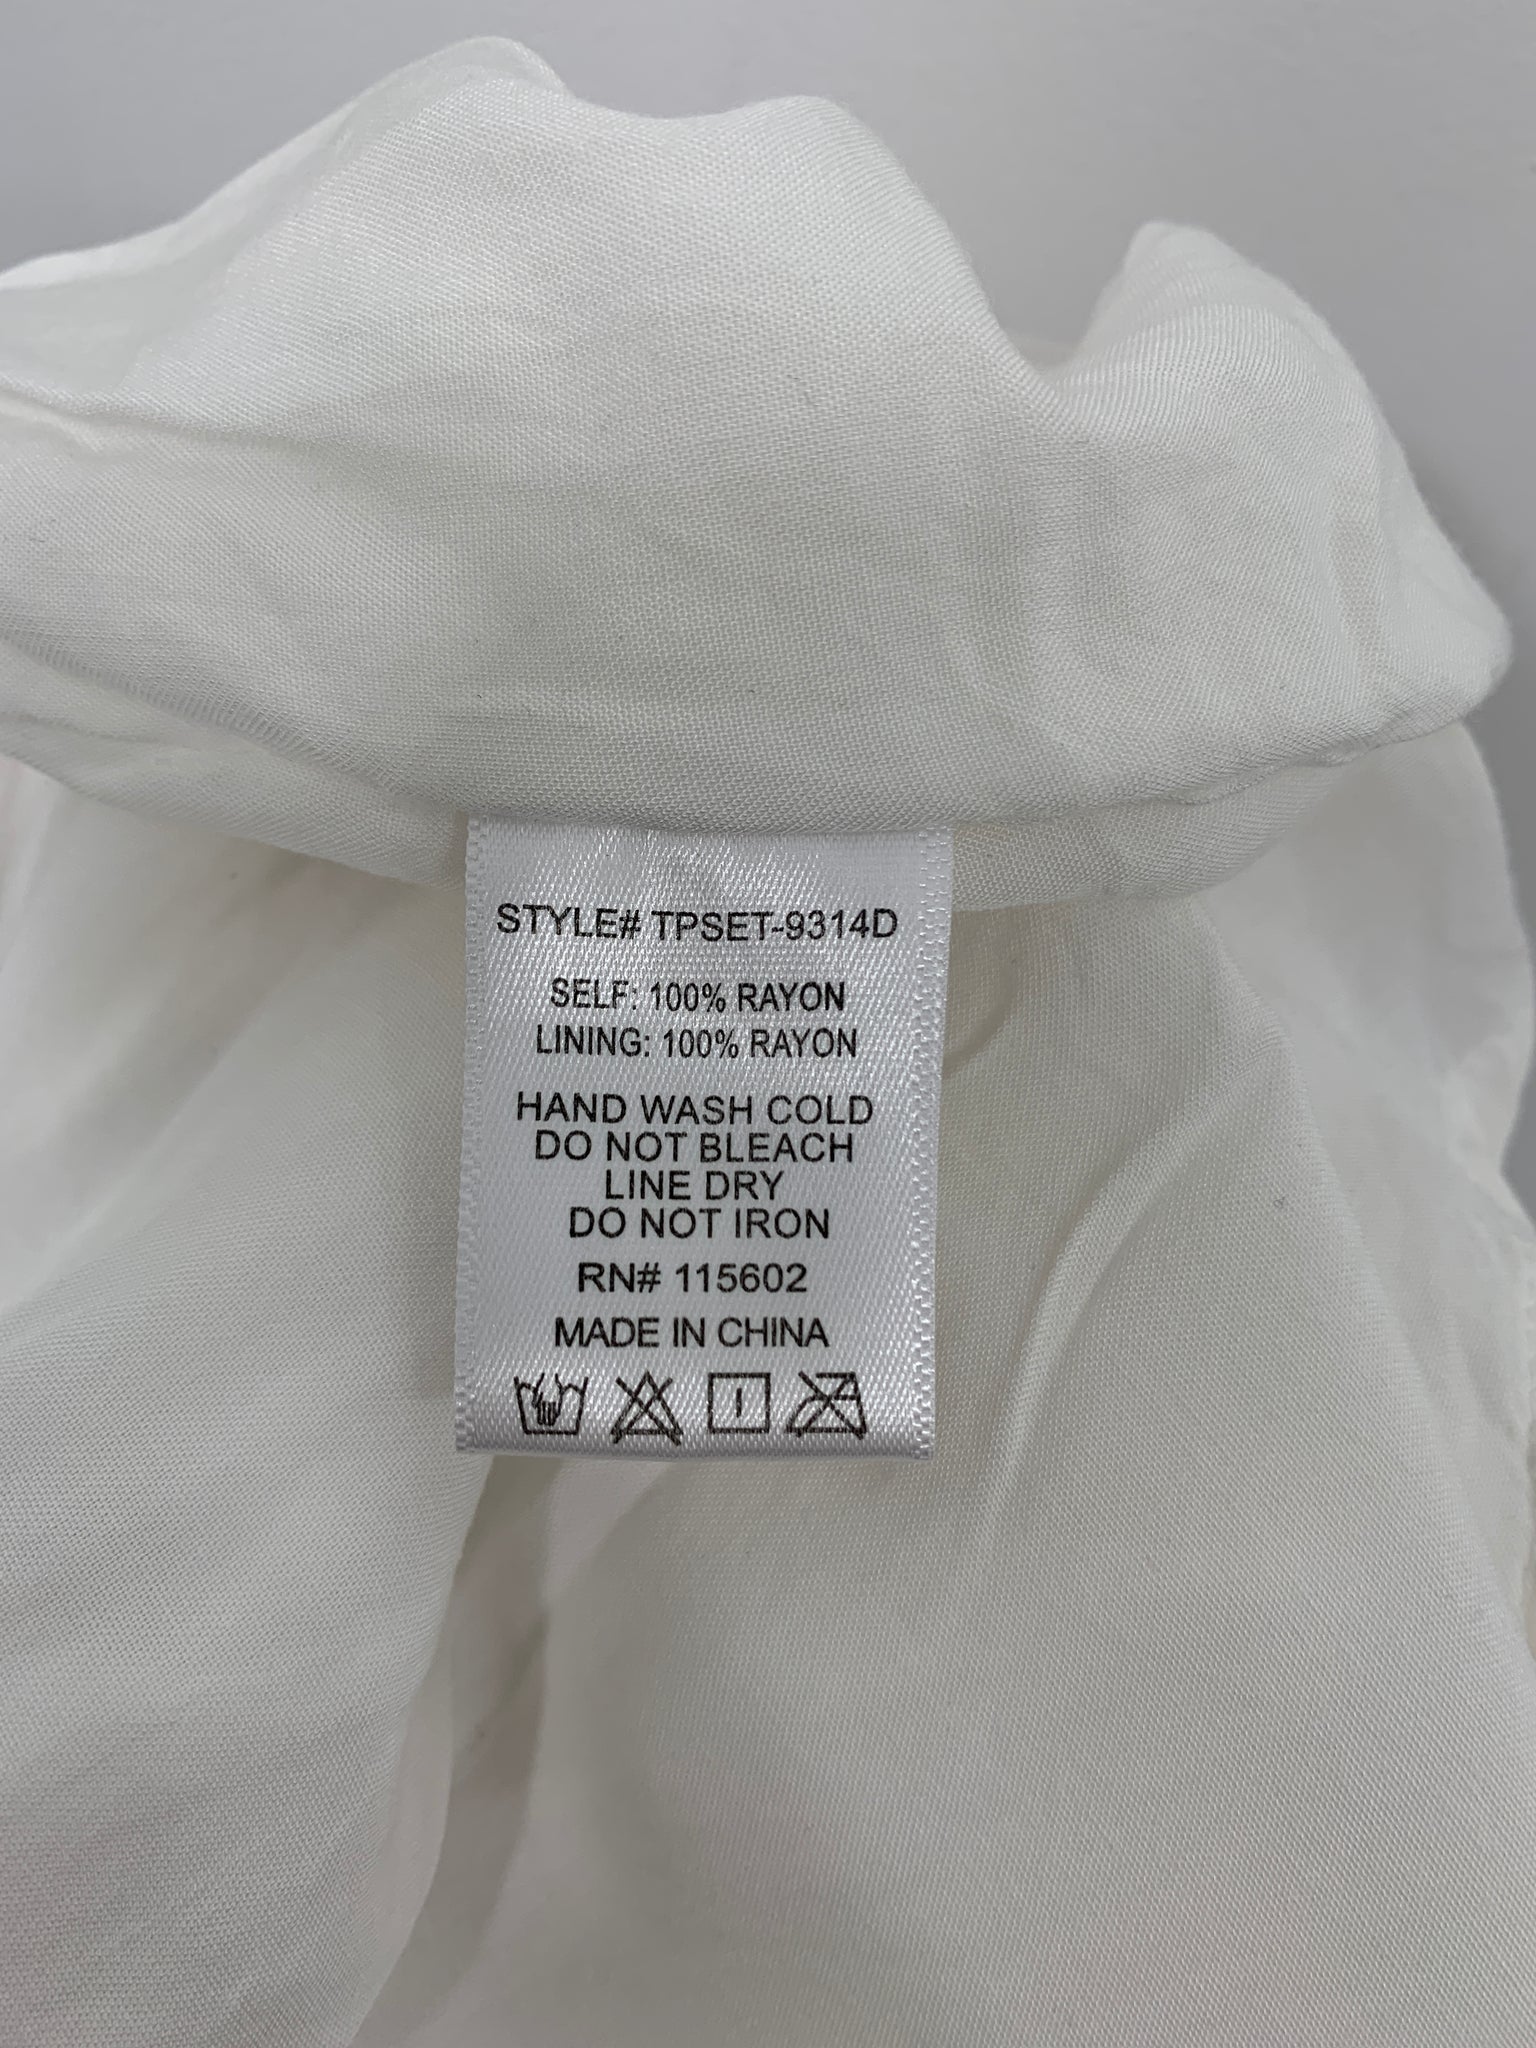 STYLE# TPSET-9314D
SELF: 100% RAYON
LINING: 100% RAYON
HAND WASH COLD
DO NOT BLEACH
LINE DRY
DO NOT IRON
RN# 115602
MADE IN CHINA